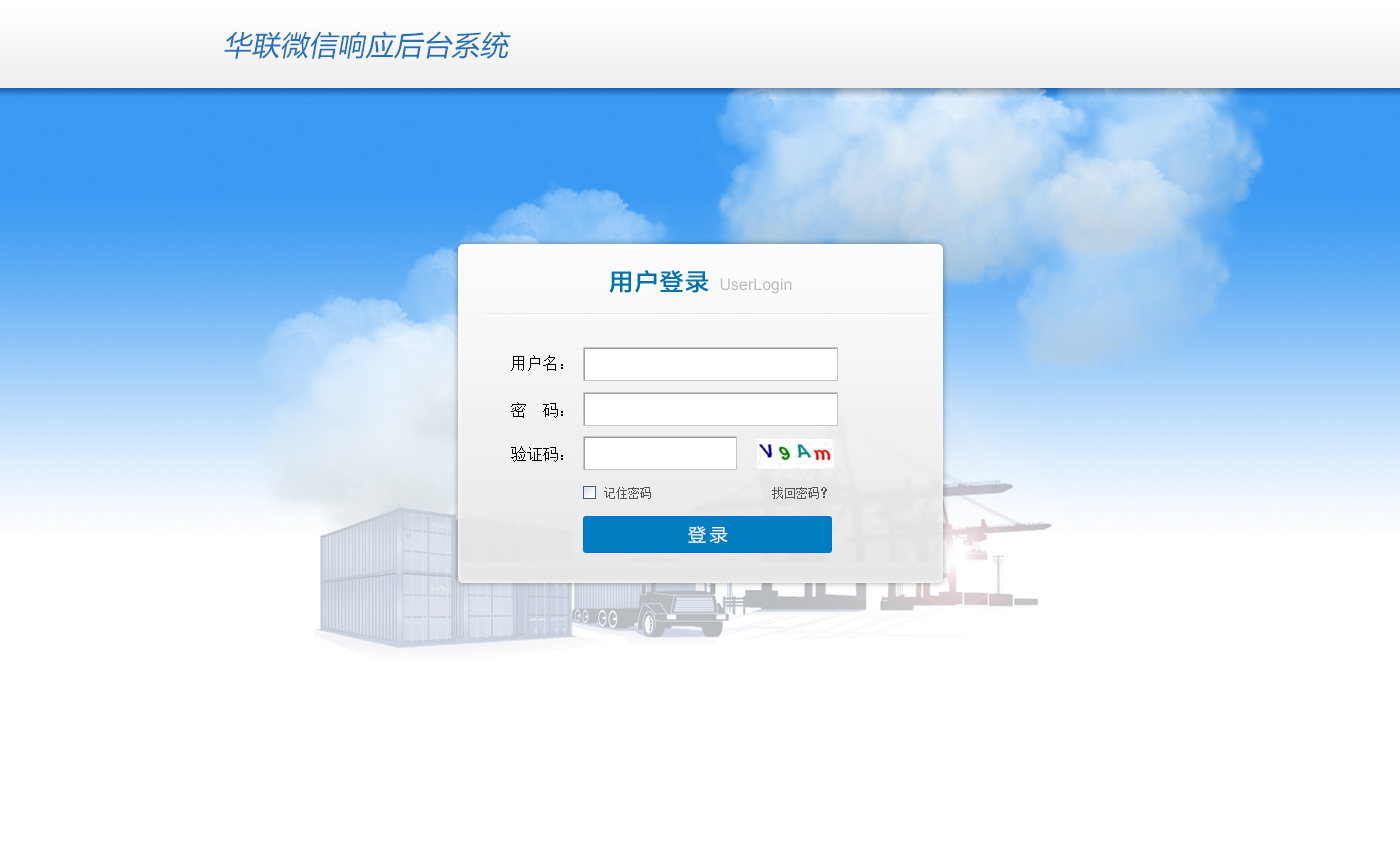 华联微信响应后台系统
用户登录 UserLogin
用户名：
密 码：
验证码： V9Am
记住密码 找回密码?
登录